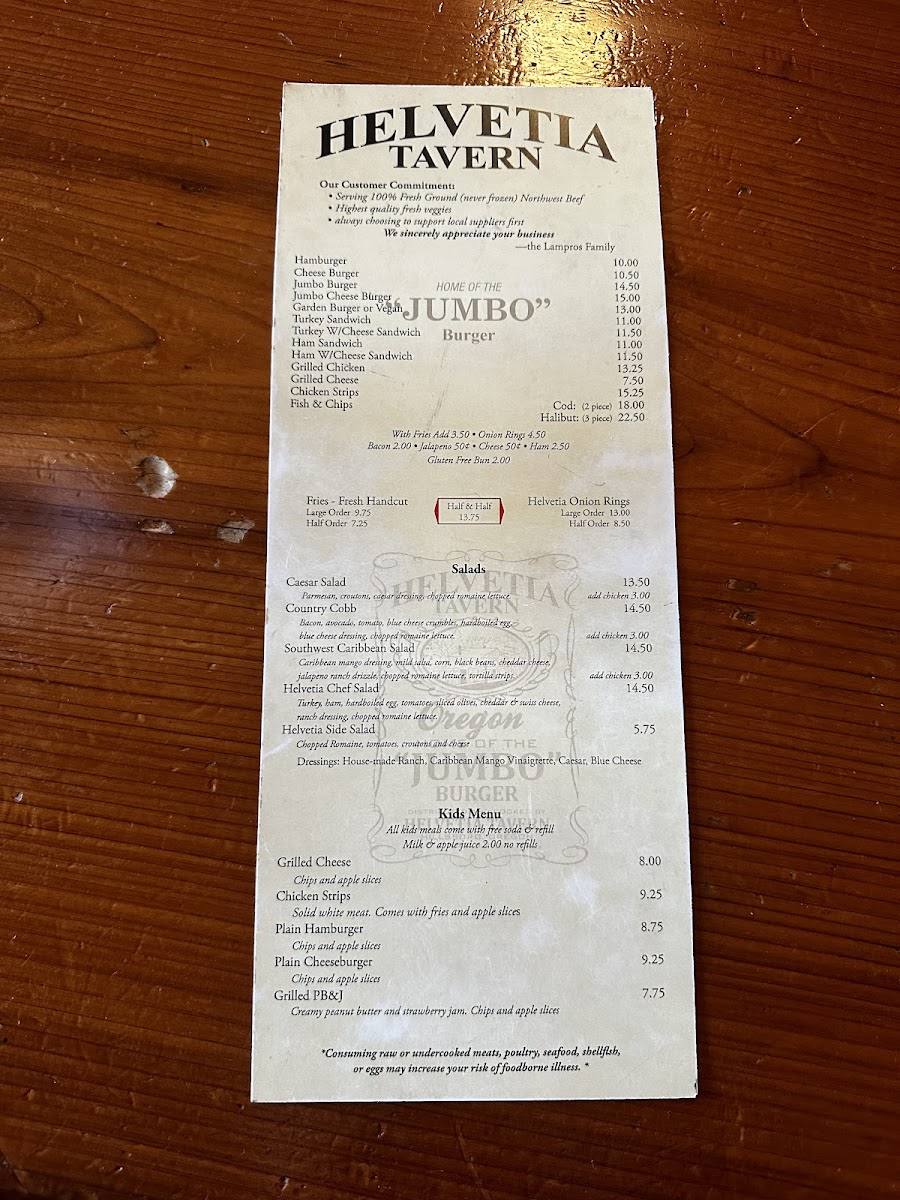 HELVETIA
TAVERN
Our Customer Commitment:
• Serving 100% Fresh Ground (never frozen) Northwest Beef
• Highest quality fresh veggies
• always choosing to support local suppliers first
We sincerely appreciate your business
—the Lampros Family
Hamburger 10.00
Cheese Burger 10.50
Jumbo Burger 14.50
Jumbo Cheese Burger 15.00
Garden Burger or Vegan 13.00
Turkey Sandwich 11.00
Turkey W/Cheese Sandwich 11.50
Ham Sandwich 11.00
Ham W/Cheese Sandwich 11.50
Grilled Chicken 13.25
Grilled Cheese 7.50
Chicken Strips 15.25
Fish & Chips Cod: (2 piece) 18.00
Halibut: (3 piece) 22.50
HOME OF THE
“JUMBO”
Burger
With Fries Add 3.50 • Onion Rings 4.50
Bacon 2.00 • Jalapeno 50¢ • Cheese 50¢ • Ham 2.50
Gluten Free Bun 2.00
Fries - Fresh Handcut
Large Order 9.75
Half Order 7.25
Half & Half
13.75
Helvetia Onion Rings
Large Order 13.00
Half Order 8.50
Salads
Caesar Salad 13.50
Parmesan, croutons, caesar dressing, chopped romaine lettuce. add chicken 3.00
Country Cobb 14.50
Bacon, avocado, tomato, blue cheese crumbles, hardboiled egg,
blue cheese dressing, chopped romaine lettuce. add chicken 3.00
Southwest Caribbean Salad 14.50
Caribbean mango dressing, mild salsa, corn, black beans, cheddar cheese,
jalapeno ranch drizzle, chopped romaine lettuce, tortilla strips. add chicken 3.00
Helvetia Chef Salad 14.50
Turkey, ham, hardboiled egg, tomatoes, sliced olives, cheddar & swiss cheese,
ranch dressing, chopped romaine lettuce.
Helvetia Side Salad 5.75
Chopped Romaine, tomatoes, croutons and cheese
Dressings: House-made Ranch, Caribbean Mango Vinaigrette, Caesar, Blue Cheese
HELVETIA
TAVERN
Oregon
OF THE
“JUMBO”
BURGER
HELVETIA TAVERN
Kids Menu
All kids meals come with free soda & refill
Milk & apple juice 2.00 no refills
Grilled Cheese 8.00
Chips and apple slices
Chicken Strips 9.25
Solid white meat. Comes with fries and apple slices
Plain Hamburger 8.75
Chips and apple slices
Plain Cheeseburger 9.25
Chips and apple slices
Grilled PB&J 7.75
Creamy peanut butter and strawberry jam. Chips and apple slices
*Consuming raw or undercooked meats, poultry, seafood, shellfish,
or eggs may increase your risk of foodborne illness. *